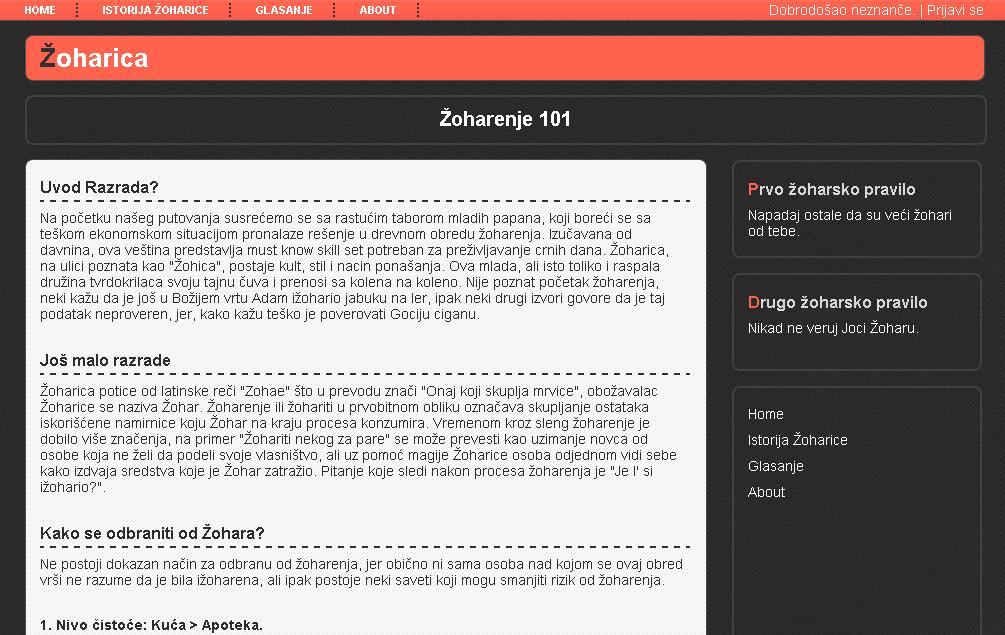 HOME ISTORIJA ŽOHARICE GLASANJE ABOUT Dobrodošao neznanče. | Prijavi se
Žoharica
Žoharenje 101
Uvod Razrada?
Na početku našeg putovanja susrećemo se sa rastućim taborom mladih papana, koji boreći se sa
teškom ekonomskom situacijom pronalaze rešenje u drevnom obredu žoharenja. Izučavana od
davnina, ova veština predstavlja must know skill set potreban za preživljavanje crnih dana. Žoharica,
na ulici poznata kao "Žohica", postaje kult, stil i nacin ponašanja. Ova mlada, ali isto toliko i raspala
družina tvrdokrilaca svoju tajnu čuva i prenosi sa kolena na koleno. Nije poznat početak žoharenja,
neki kažu da je još u Božijem vrtu Adam ižohario jabuku na ler, ipak neki drugi izvori govore da je taj
podatak neproveren, jer, kako kažu teško je poverovati Gociju ciganu.
Još malo razrade
Žoharica potice od latinske reči "Zohae" što u prevodu znači "Onaj koji skuplja mrvice", obožavalac
Žoharice se naziva Žohar. Žoharenje ili žohariti u prvobitnom obliku označava skupljanje ostataka
iskorišćene namirnice koju Žohar na kraju procesa konzumira. Vremenom kroz sleng žoharenje je
dobilo više značenja, na primer "Žohariti nekog za pare" se može prevesti kao uzimanje novca od
osobe koja ne želi da podeli svoje vlasništvo, ali uz pomoć magije Žoharice osoba odjednom vidi sebe
kako izdvaja sredstva koje je Žohar zatražio. Pitanje koje sledi nakon procesa žoharenja je "Je l' si
ižohario?".
Kako se odbraniti od Žohara?
Ne postoji dokazan način za odbranu od žoharenja, jer obično ni sama osoba nad kojom se ovaj obred
vrši ne razume da je bila ižoharena, ali ipak postoje neki saveti koji mogu smanjiti rizik od žoharenja.
1. Nivo čistoće: Kuća > Apoteka.
Prvo žoharsko pravilo
Napadaj ostale da su veći žohari
od tebe.
Drugo žoharsko pravilo
Nikad ne veruj Joci Žoharu.
Home
Istorija Žoharice
Glasanje
About